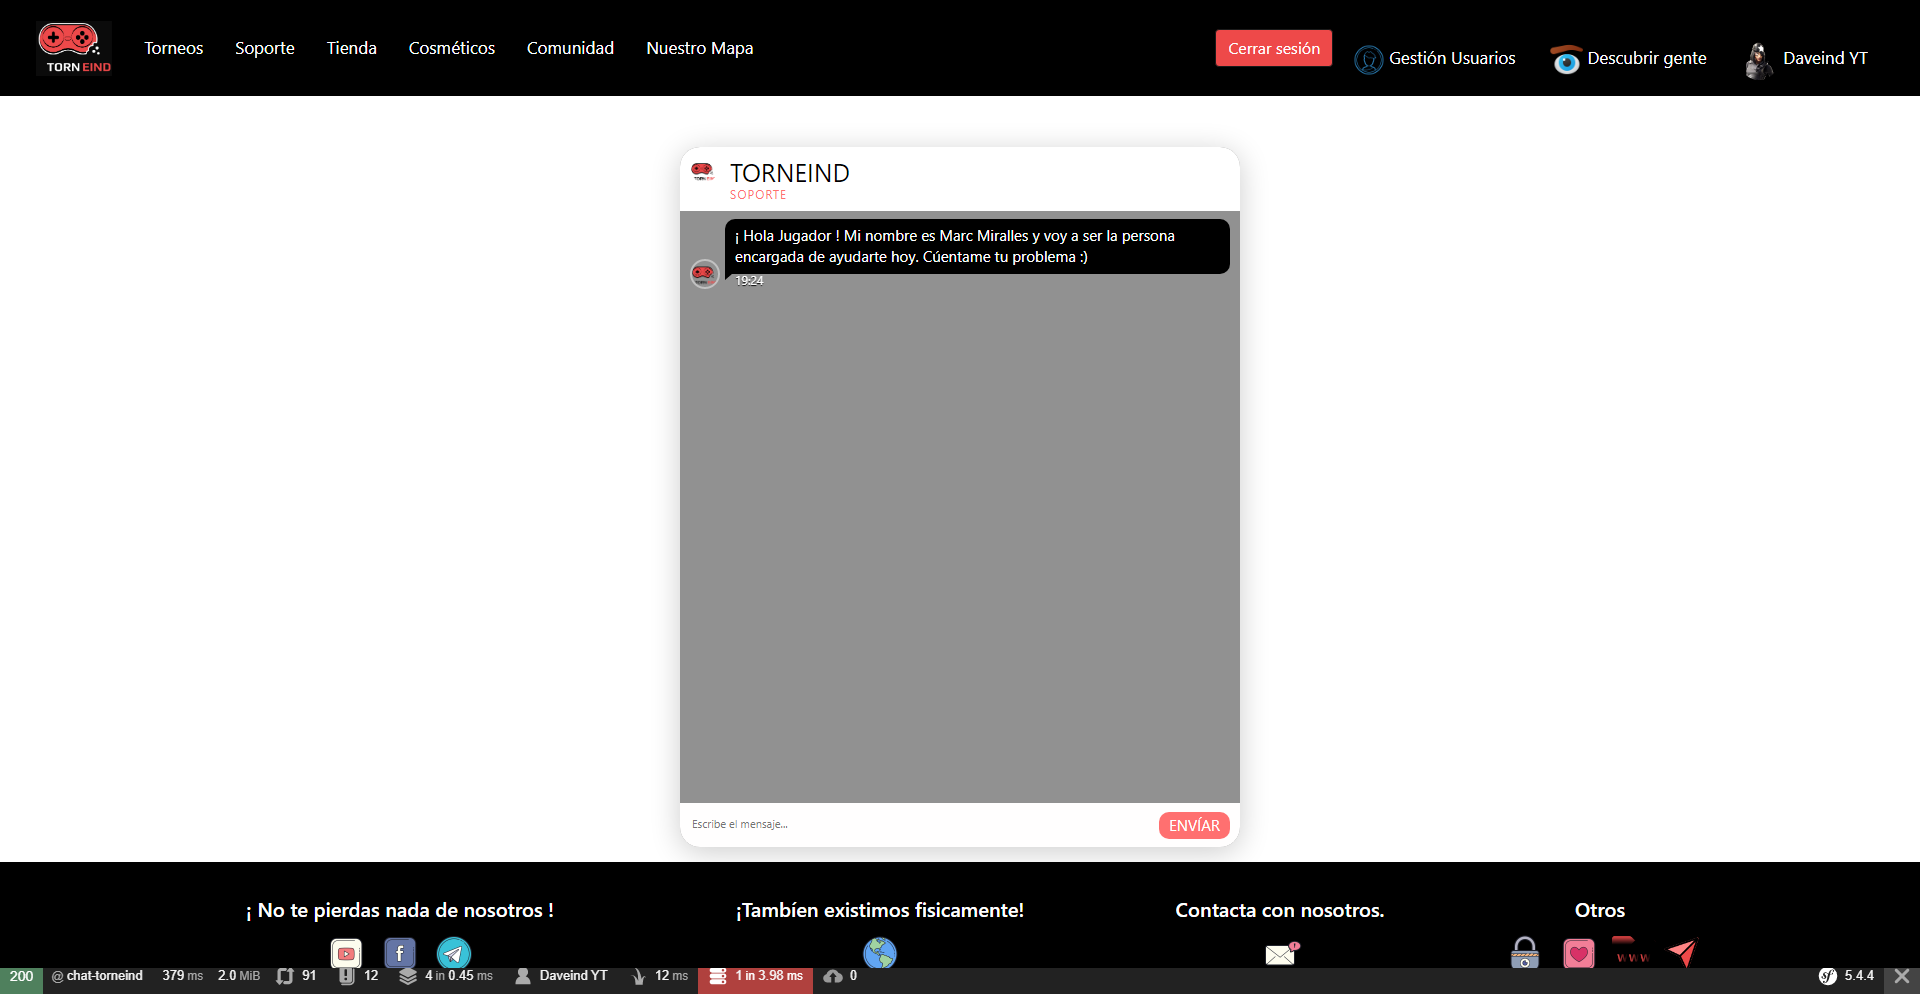 TORNEIND
Torneos
Soporte
Tienda
Cosméticos
Comunidad
Nuestro Mapa
Cerrar sesión
Gestión Usuarios
Descubrir gente
Daveind YT
TORNEIND
SOPORTE
¡ Hola Jugador ! Mi nombre es Marc Miralles y voy a ser la persona
encargada de ayudarte hoy. Cúentame tu problema :)
19:24
Escribe el mensaje...
ENVÍAR
¡ No te pierdas nada de nosotros !
¡Tambíen existimos fisicamente!
Contacta con nosotros.
Otros
www
200
@ chat-torneind
379 ms
2.0 MiB
91
12
4 in 0.45 ms
Daveind YT
12 ms
1 in 3.98 ms
0
5.4.4